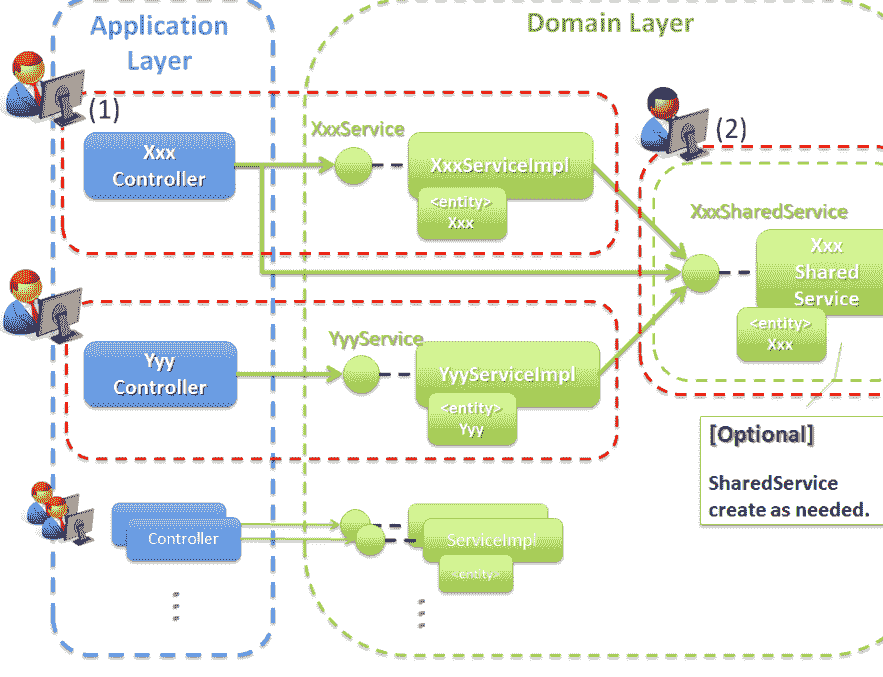 Application
Layer
Domain Layer
(1)
XxxService
Xxx
Controller
XxxServiceImpl
<entity>
Xxx
(2)
XxxSharedService
Xxx
Shared
Service
<entity>
Xxx
YyyService
Yyy
Controller
YyyServiceImpl
<entity>
Yyy
[Optional]
SharedService
create as needed.
Controller
ServiceImpl
<entity>